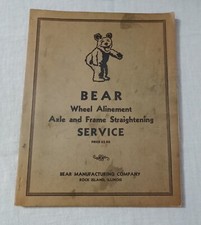 BEAR
Wheel Alinement
Axle and Frame Straightening
SERVICE
BEAR MANUFACTURING COMPANY
ROCK ISLAND, ILLINOIS